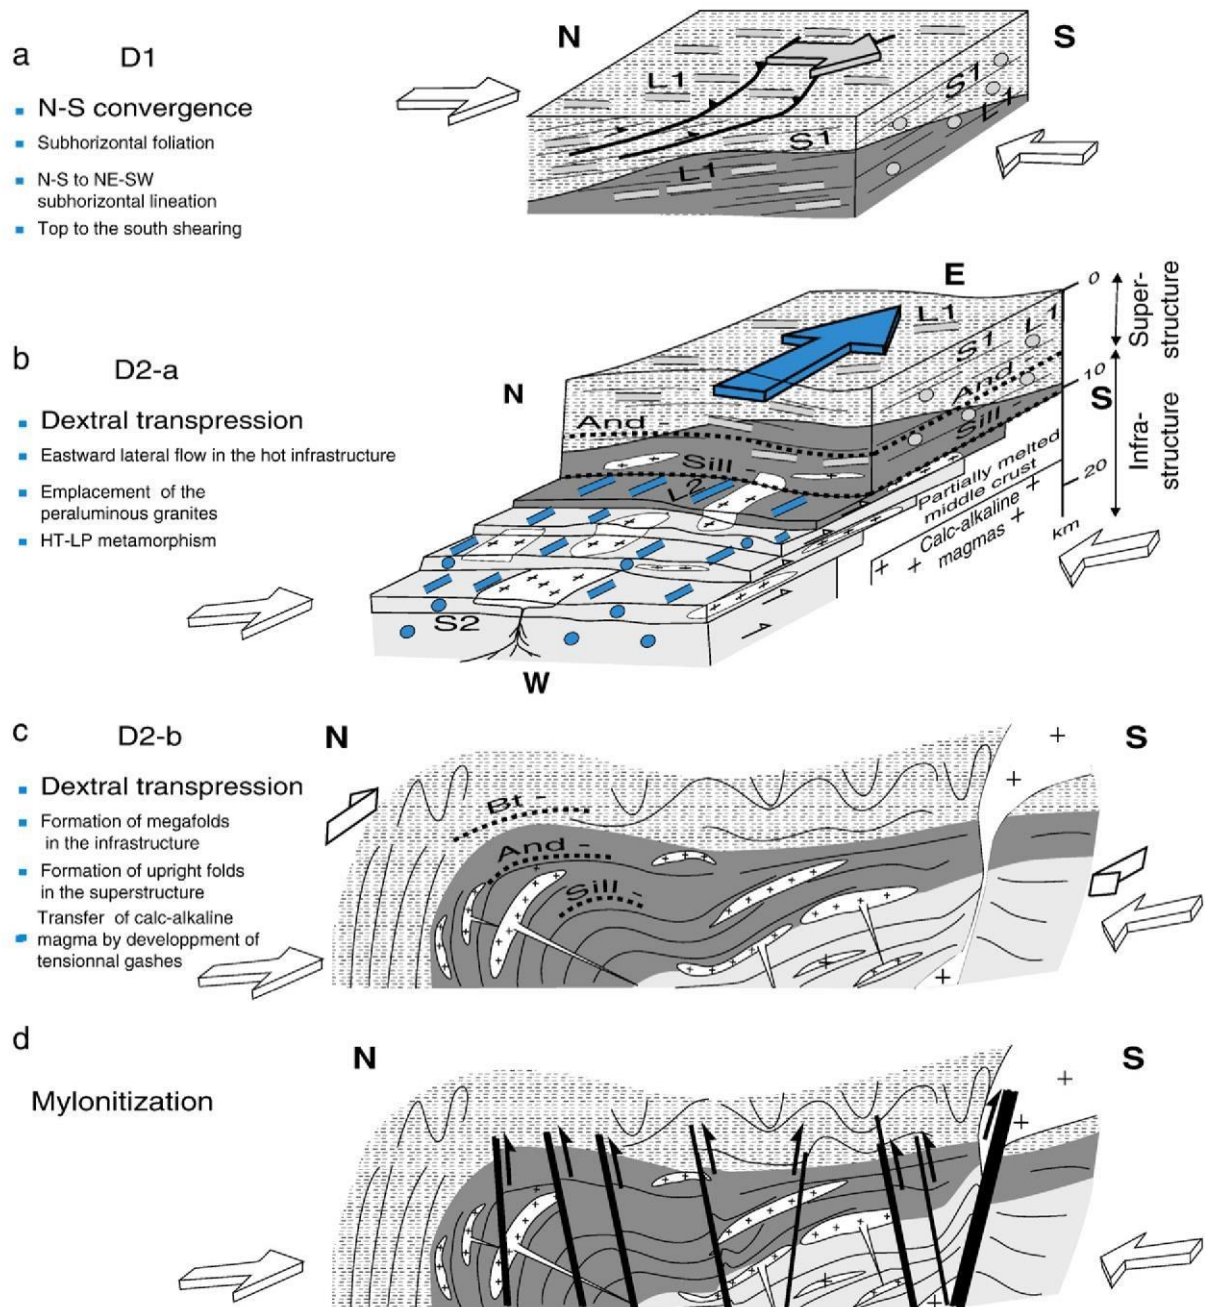 a
D1
N-S convergence
Subhorizontal foliation
N-S to NE-SW
subhorizontal lineation
Top to the south shearing
N
S
L1
S1
L1
S1
L1
b
D2-a
Dextral transpression
Eastward lateral flow in the hot infrastructure
Emplacement of the
peraluminous granites
HT-LP metamorphism
E
N
S
W
L1
L1
S1
And -
And -
Sill
Sill -
L2
S2
Partially melted
middle crust
Calc-alkaline
magmas
0
10
20
km
Super-
structure
Infra-
structure
c
D2-b
Dextral transpression
Formation of megafolds
in the infrastructure
Formation of upright folds
in the superstructure
Transfer of calc-alkaline
magma by developpment of
tensionnal gashes
N
S
Bt -
And -
Sill -
d
Mylonitization
N
S